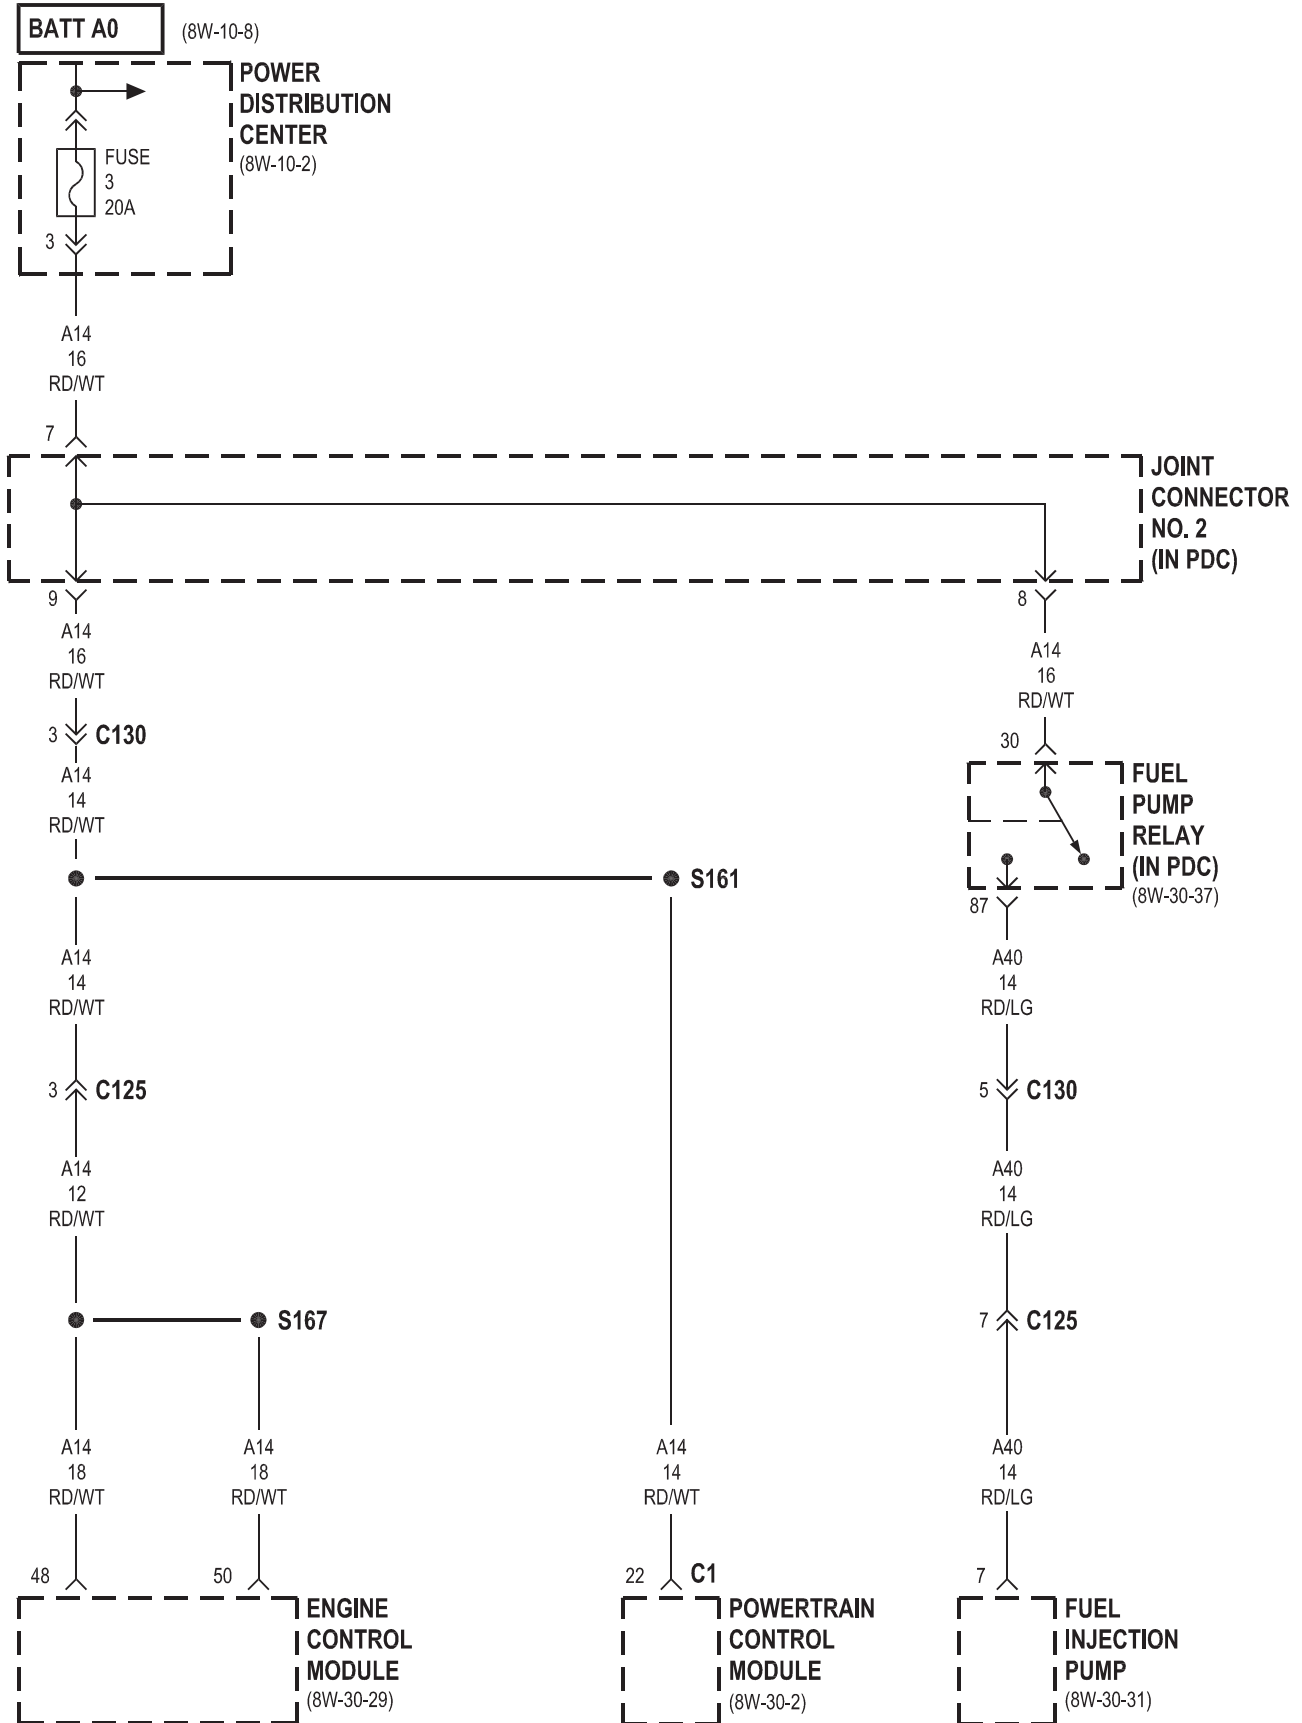 BATT A0
(8W-10-8)
POWER
DISTRIBUTION
CENTER
(8W-10-2)
FUSE
3
20A
3
A14
16
RD/WT
7
JOINT
CONNECTOR
NO. 2
(IN PDC)
9
A14
16
RD/WT
8
A14
16
RD/WT
3
C130
A14
14
RD/WT
30
FUEL
PUMP
RELAY
(IN PDC)
(8W-30-37)
S161
87
A14
14
RD/WT
A40
14
RD/LG
3
C125
5
C130
A14
12
RD/WT
A40
14
RD/LG
S167
7
C125
A14
18
RD/WT
A14
18
RD/WT
A14
14
RD/WT
A40
14
RD/LG
48
50
22
C1
7
ENGINE
CONTROL
MODULE
(8W-30-29)
POWERTRAIN
CONTROL
MODULE
(8W-30-2)
FUEL
INJECTION
PUMP
(8W-30-31)